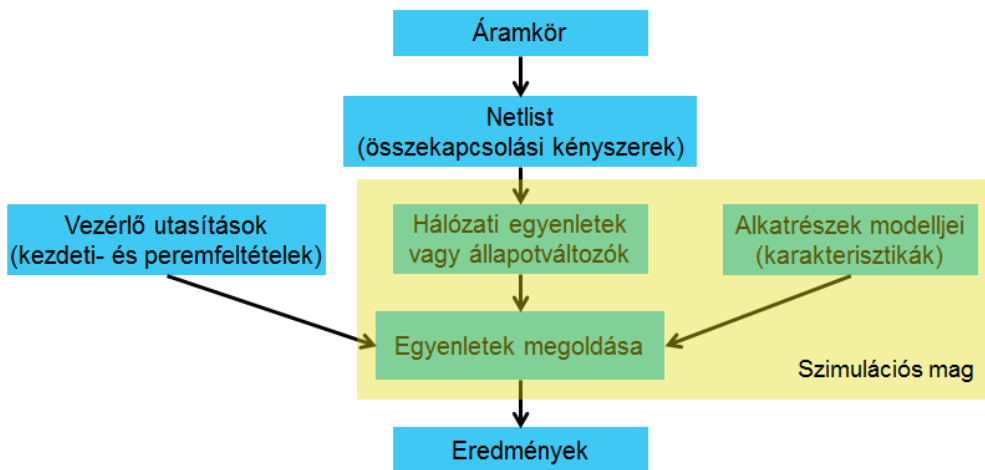 Áramkör
Netlist
(összekapcsolási kényszerek)
Vezérlő utasítások
(kezdeti- és peremfeltételek)
Hálózati egyenletek
vagy állapotváltozók
Alkatrészek modelljei
(karakterisztikák)
Egyenletek megoldása
Szimulációs mag
Eredmények